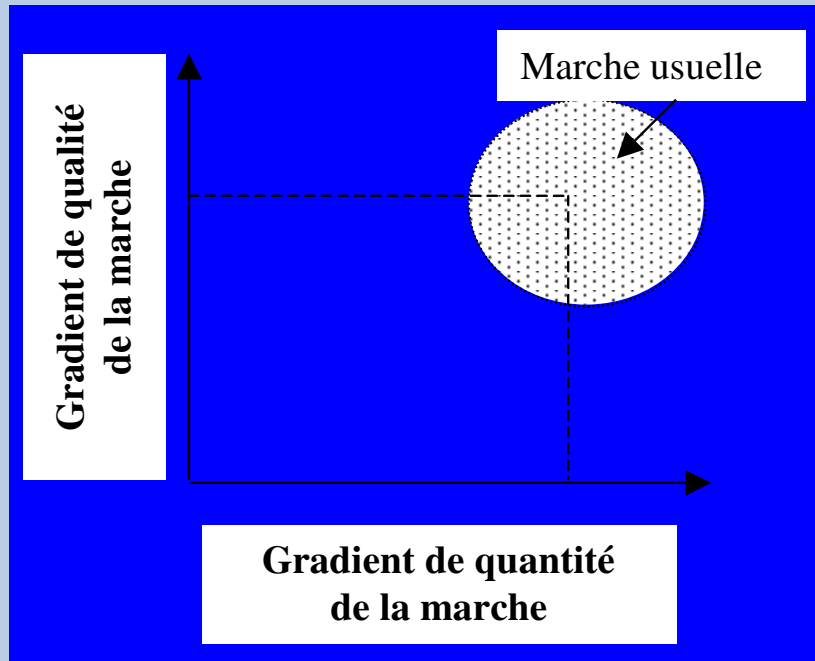 Marche usuelle
Gradient de qualité
de la marche
Gradient de quantité
de la marche